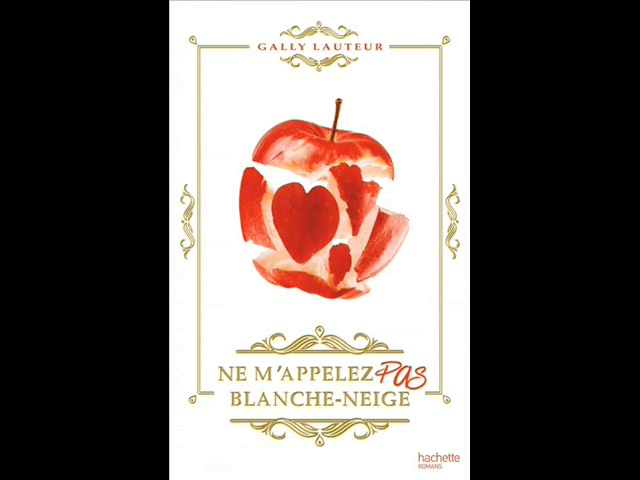 GALLY LAUTEUR
NE M'APPELEZ PAS
BLANCHE-NEIGE
hachette
ROMANS